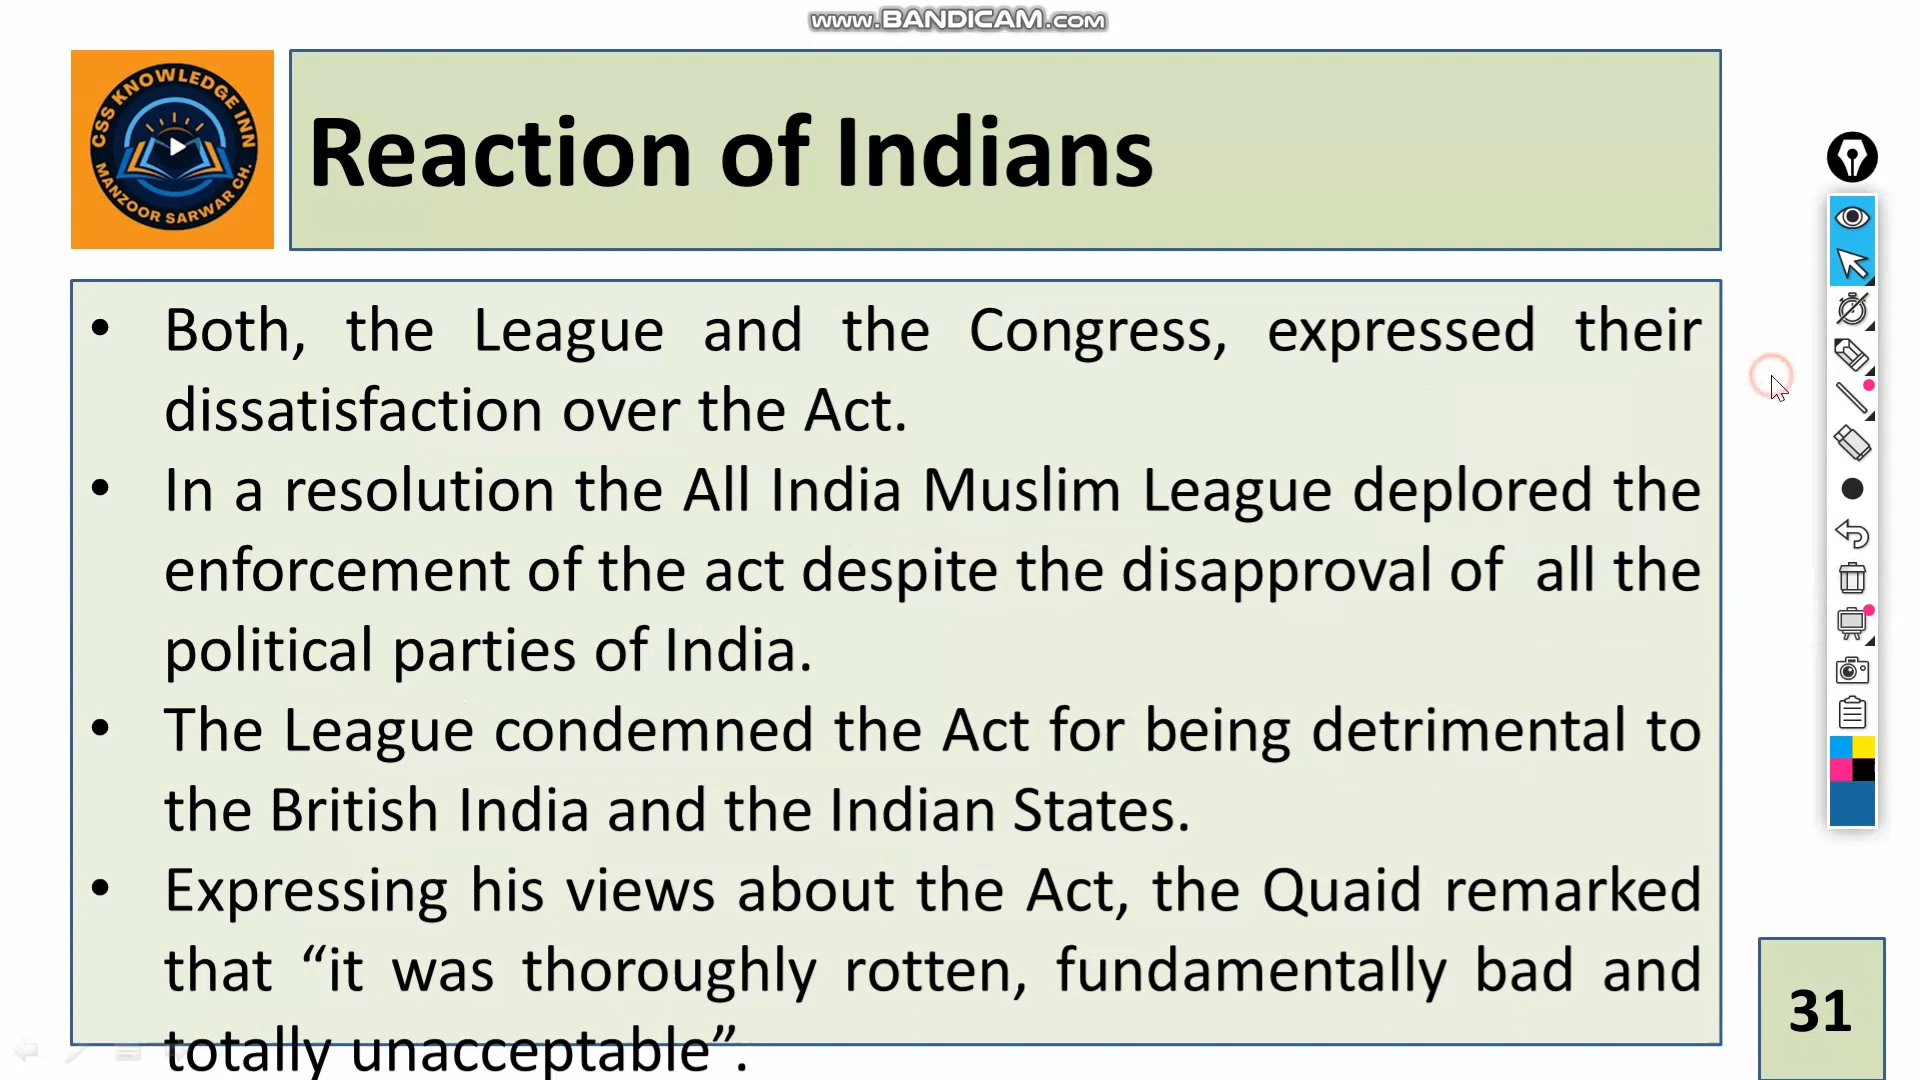 www.BANDICAM.com
CSS KNOWLEDGE INN
MANZOOR SARWAR CH.
Reaction of Indians
• Both, the League and the Congress, expressed their
dissatisfaction over the Act.
• In a resolution the All India Muslim League deplored the
enforcement of the act despite the disapproval of all the
political parties of India.
• The League condemned the Act for being detrimental to
the British India and the Indian States.
• Expressing his views about the Act, the Quaid remarked
that “it was thoroughly rotten, fundamentally bad and
totally unacceptable”.
31